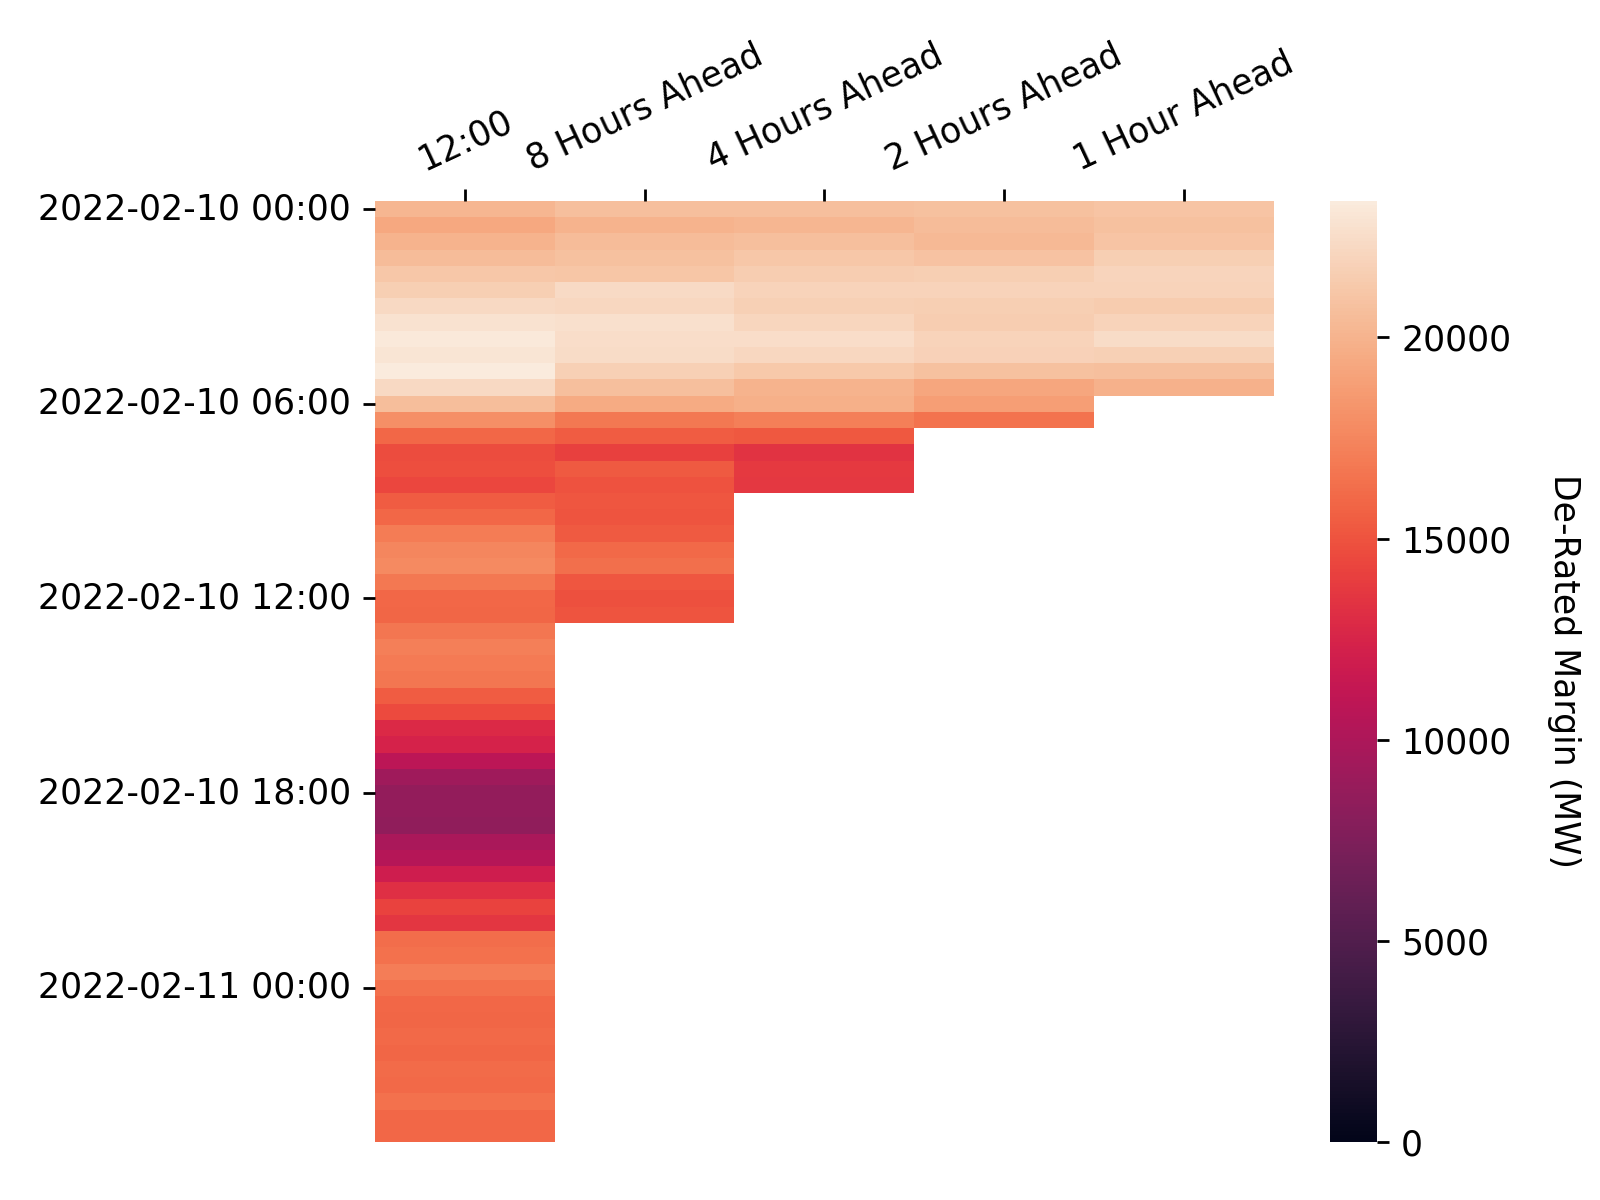 12:00
8 Hours Ahead
4 Hours Ahead
2 Hours Ahead
1 Hour Ahead
2022-02-10 00:00
2022-02-10 06:00
2022-02-10 12:00
2022-02-10 18:00
2022-02-11 00:00
20000
15000
10000
5000
0
De-Rated Margin (MW)